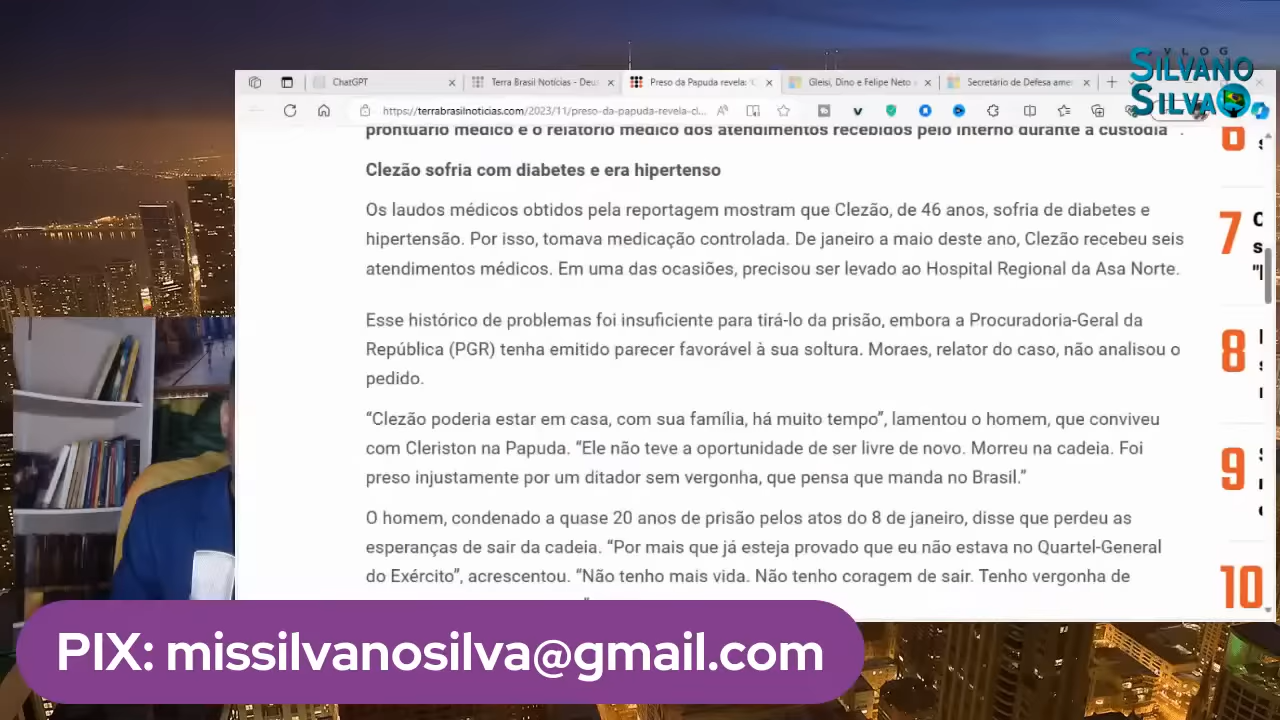 VLOG
SILVANO
SILVA
ChatGPT
Terra Brasil Notícias - Deus
Preso da Papuda revela: 'C
Gleisi, Dino e Felipe Neto
Secretário de Defesa amer
https://terrabrasilnoticias.com/2023/11/preso-da-papuda-revela-cl...
prontuário médico e o relatório médico dos atendimentos recebidos pelo interno durante a custódia".
Clezão sofria com diabetes e era hipertenso
Os laudos médicos obtidos pela reportagem mostram que Clezão, de 46 anos, sofria de diabetes e
hipertensão. Por isso, tomava medicação controlada. De janeiro a maio deste ano, Clezão recebeu seis
atendimentos médicos. Em uma das ocasiões, precisou ser levado ao Hospital Regional da Asa Norte.
Esse histórico de problemas foi insuficiente para tirá-lo da prisão, embora a Procuradoria-Geral da
República (PGR) tenha emitido parecer favorável à sua soltura. Moraes, relator do caso, não analisou o
pedido.
“Clezão poderia estar em casa, com sua família, há muito tempo”, lamentou o homem, que conviveu
com Cleriston na Papuda. “Ele não teve a oportunidade de ser livre de novo. Morreu na cadeia. Foi
preso injustamente por um ditador sem vergonha, que pensa que manda no Brasil.”
O homem, condenado a quase 20 anos de prisão pelos atos do 8 de janeiro, disse que perdeu as
esperanças de sair da cadeia. “Por mais que já esteja provado que eu não estava no Quartel-General
do Exército”, acrescentou. “Não tenho mais vida. Não tenho coragem de sair. Tenho vergonha de
6
7
8
9
10
PIX: missilvanosilva@gmail.com